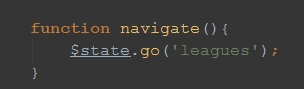 function navigate(){
$state.go('leagues');
}